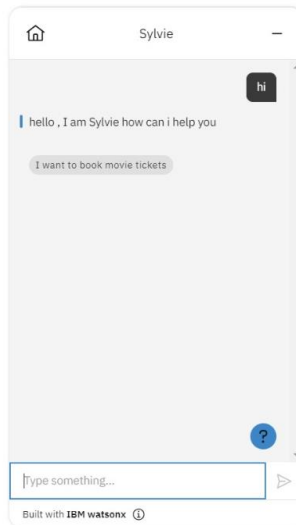 Sylvie
hi
hello , I am Sylvie how can i help you
I want to book movie tickets
?
Type something...
Built with IBM watsonx